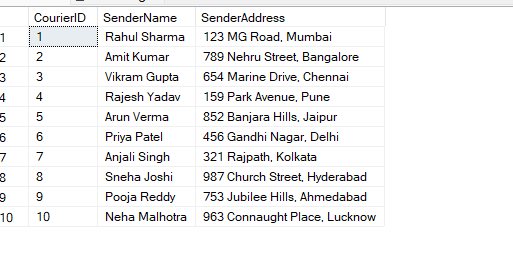 CourierID SenderName SenderAddress
1 1 Rahul Sharma 123 MG Road, Mumbai
2 2 Amit Kumar 789 Nehru Street, Bangalore
3 3 Vikram Gupta 654 Marine Drive, Chennai
4 4 Rajesh Yadav 159 Park Avenue, Pune
5 5 Arun Verma 852 Banjara Hills, Jaipur
6 6 Priya Patel 456 Gandhi Nagar, Delhi
7 7 Anjali Singh 321 Rajpath, Kolkata
8 8 Sneha Joshi 987 Church Street, Hyderabad
9 9 Pooja Reddy 753 Jubilee Hills, Ahmedabad
10 10 Neha Malhotra 963 Connaught Place, Lucknow